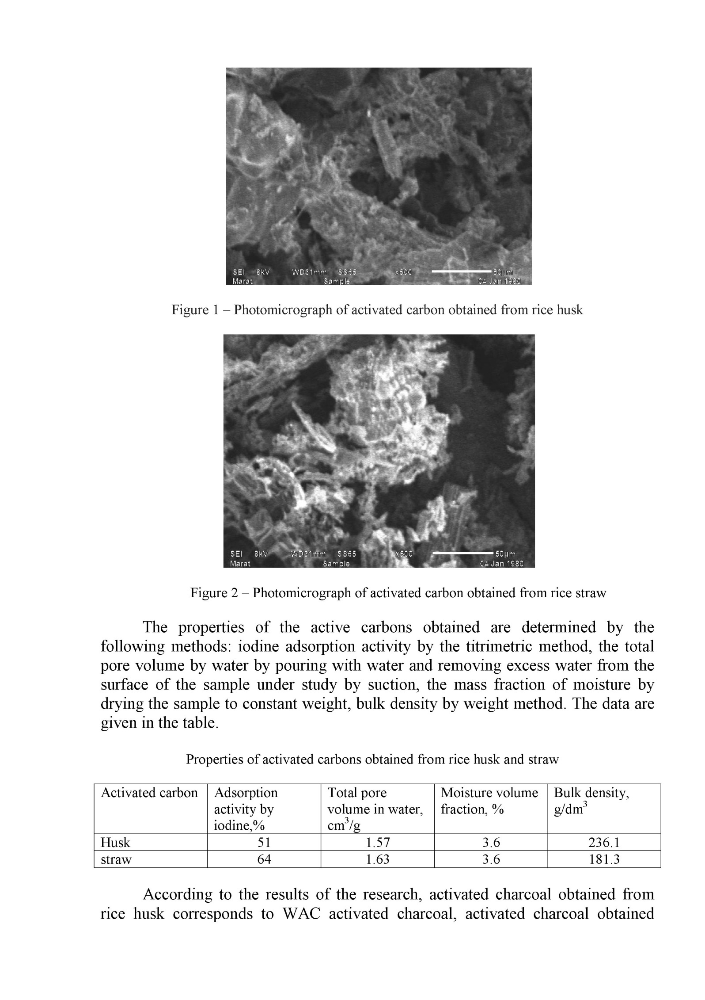 SEI 8kV WD31mm SS65 x500 50µm
Marat Sample 04 Jan 1980
Figure 1 – Photomicrograph of activated carbon obtained from rice husk
SEI 8kV WD31mm SS65 x500 50µm
Marat Sample 04 Jan 1980
Figure 2 – Photomicrograph of activated carbon obtained from rice straw
The properties of the active carbons obtained are determined by the
following methods: iodine adsorption activity by the titrimetric method, the total
pore volume by water by pouring with water and removing excess water from the
surface of the sample under study by suction, the mass fraction of moisture by
drying the sample to constant weight, bulk density by weight method. The data are
given in the table.
Properties of activated carbons obtained from rice husk and straw
Activated carbon Adsorption Total pore Moisture volume Bulk density,
activity by volume in water, fraction, % g/dm³
iodine,% cm³/g
Husk 51 1.57 3.6 236.1
straw 64 1.63 3.6 181.3
According to the results of the research, activated charcoal obtained from
rice husk corresponds to WAC activated charcoal, activated charcoal obtained